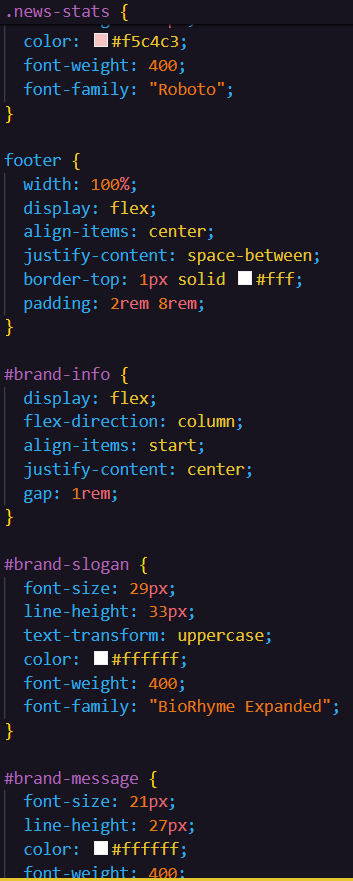 .news-stats {
color: #f5c4c3;
font-weight: 400;
font-family: "Roboto";
}
footer {
width: 100%;
display: flex;
align-items: center;
justify-content: space-between;
border-top: 1px solid #fff;
padding: 2rem 8rem;
}
#brand-info {
display: flex;
flex-direction: column;
align-items: start;
justify-content: center;
gap: 1rem;
}
#brand-slogan {
font-size: 29px;
line-height: 33px;
text-transform: uppercase;
color: #ffffff;
font-weight: 400;
font-family: "BioRhyme Expanded";
}
#brand-message {
font-size: 21px;
line-height: 27px;
color: #ffffff;
font-weight: 400;